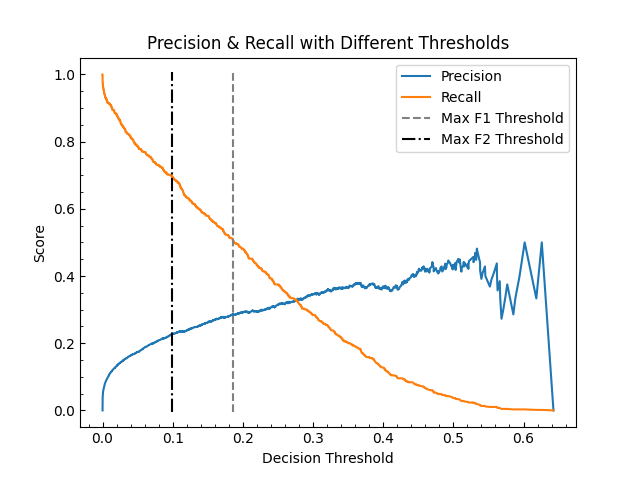 Precision & Recall with Different Thresholds
Precision
Recall
Max F1 Threshold
Max F2 Threshold
Score
1.0
0.8
0.6
0.4
0.2
0.0
0.0 0.1 0.2 0.3 0.4 0.5 0.6
Decision Threshold